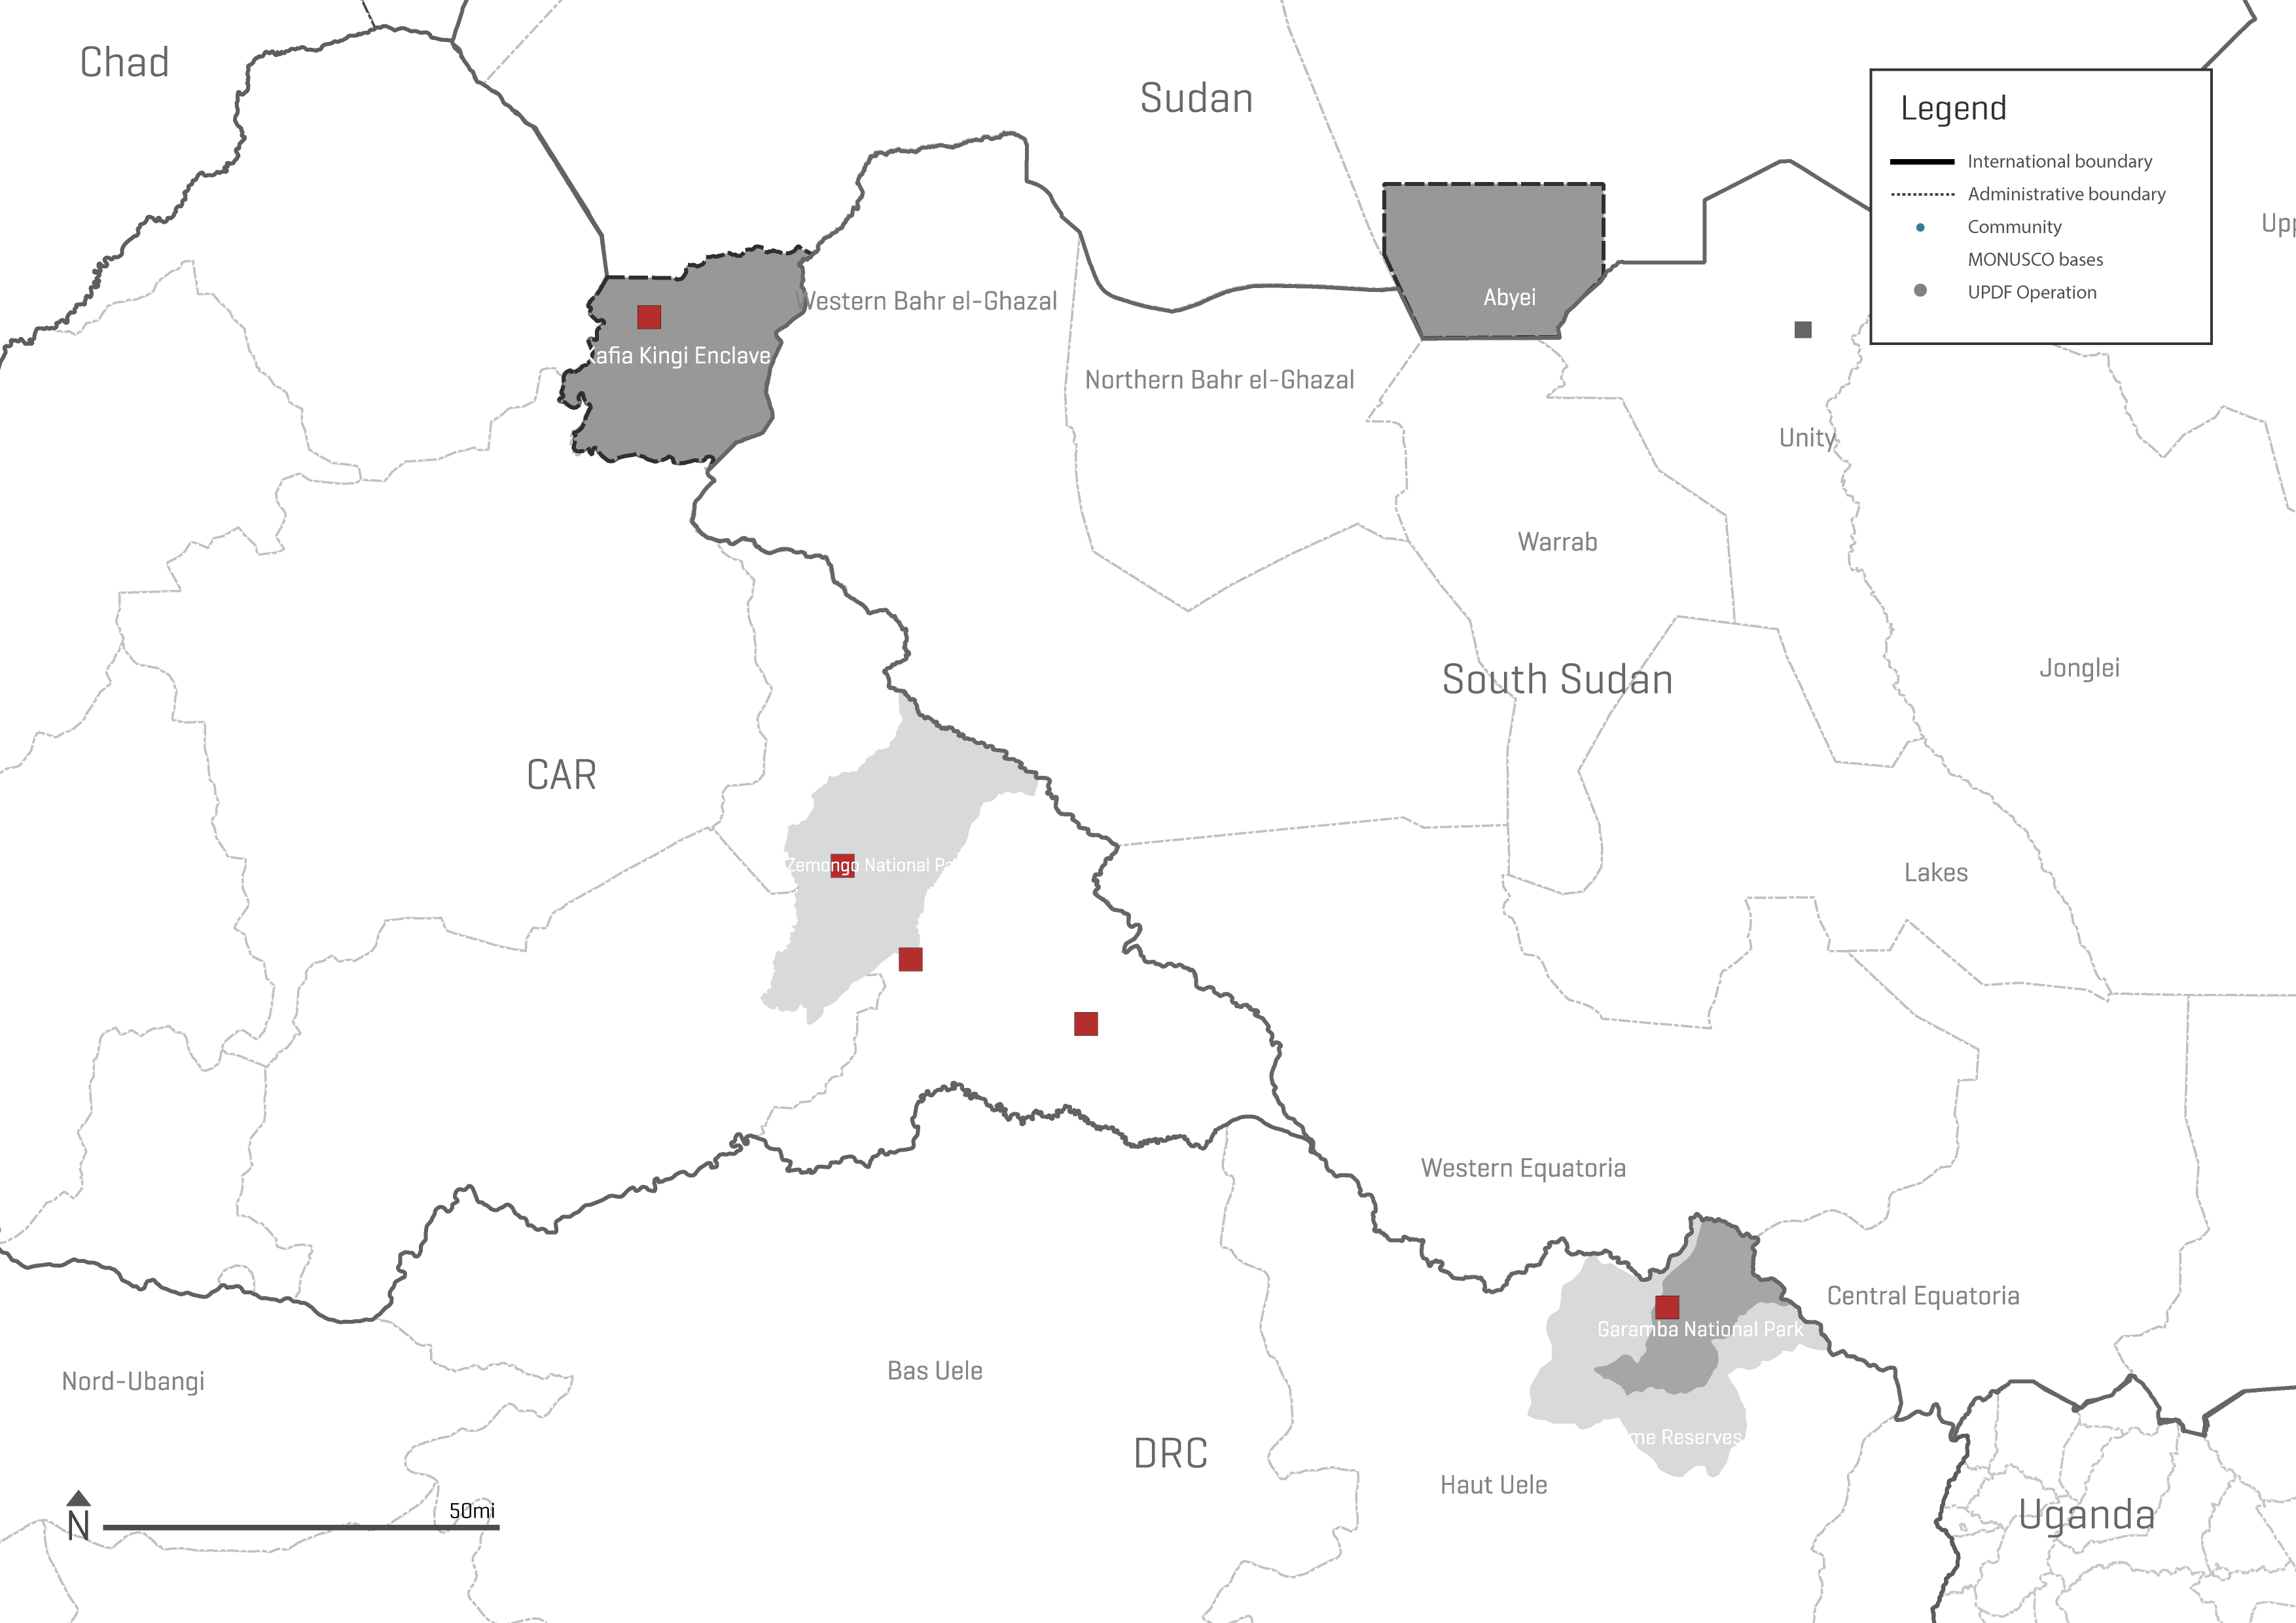 Chad
Sudan
Legend
International boundary
Administrative boundary
Community
MONUSCO bases
UPDF Operation
Upp
Western Bahr el-Ghazal
Abyei
Kafia Kingi Enclave
Northern Bahr el-Ghazal
Unity
Warrab
South Sudan
Jonglei
CAR
Zemongo National Pa
Lakes
Western Equatoria
Central Equatoria
Garamba National Park
Nord-Ubangi
Bas Uele
me Reserves
DRC
Haut Uele
50mi
N
Uganda